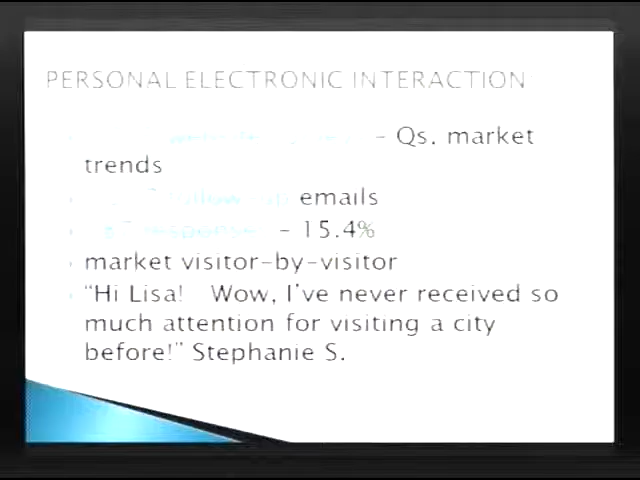 PERSONAL ELECTRONIC INTERACTION:
– Qs, market
trends
emails
– 15.4%
market visitor-by-visitor
“Hi Lisa! Wow, I’ve never received so
much attention for visiting a city
before!” Stephanie S.